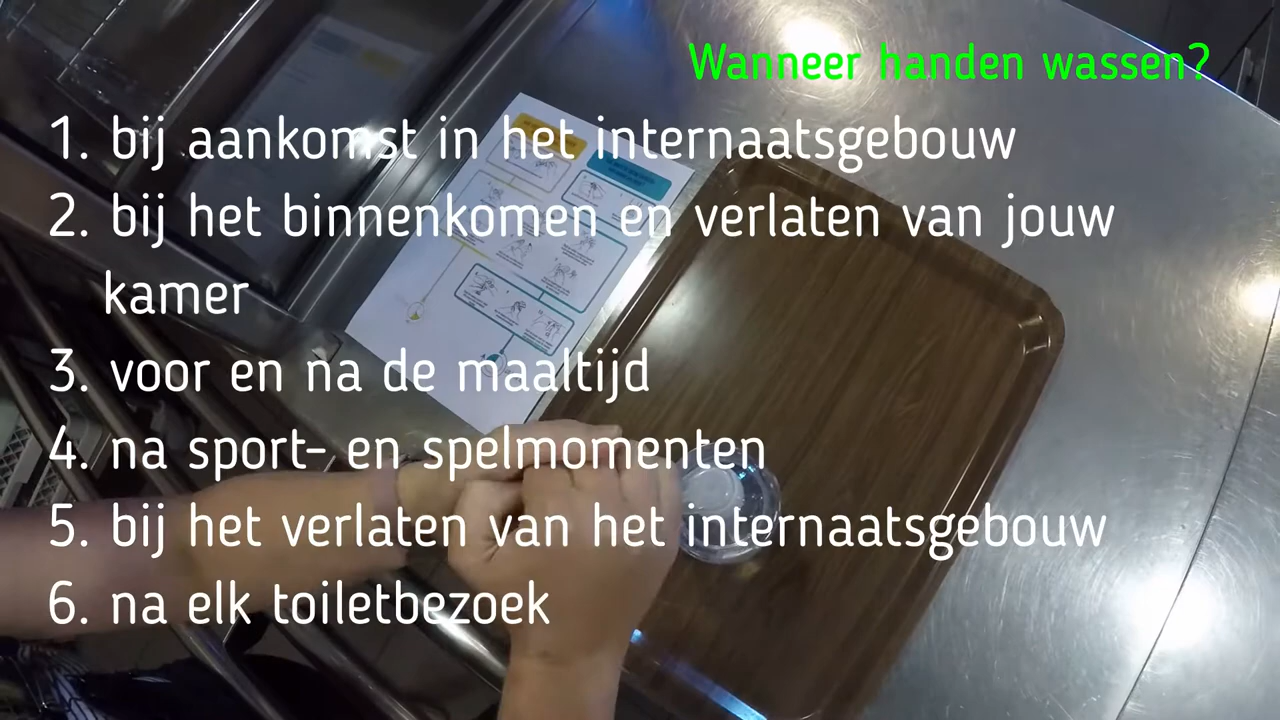 Wanneer handen wassen?
1. bij aankomst in het internaatsgebouw
2. bij het binnenkomen en verlaten van jouw
kamer
3. voor en na de maaltijd
4. na sport- en spelmomenten
5. bij het verlaten van het internaatsgebouw
6. na elk toiletbezoek